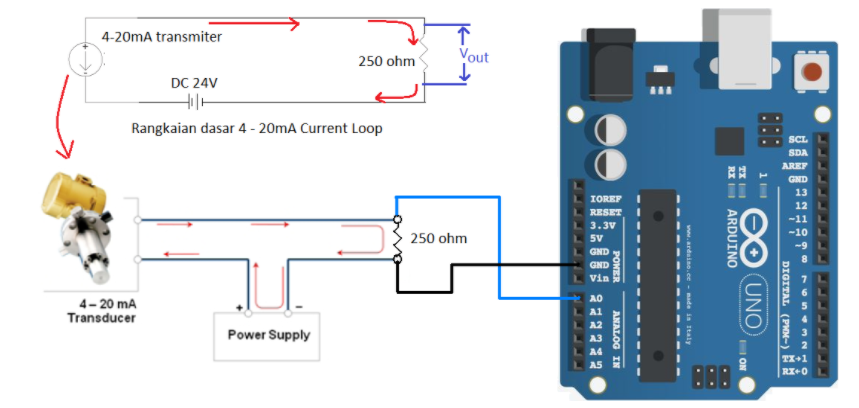 4-20mA transmiter
250 ohm
Vout
DC 24V
Rangkaian dasar 4 - 20mA Current Loop
250 ohm
4 – 20 mA
Transducer
+
–
Power Supply
IOREF
RESET
3.3V
5V
GND
GND
Vin
POWER
A0
A1
A2
A3
A4
A5
ANALOG IN
www.arduino.cc - made in Italy
RX
TX
1
ARDUINO
UNO
ON
SCL
SDA
AREF
GND
13
12
~11
~10
~9
8
7
6
5
4
3
2
TX→1
RX←0
DIGITAL (PWM~)